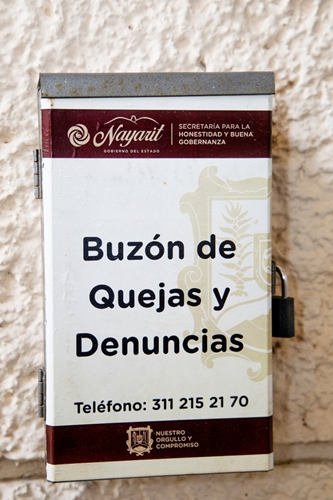 Nayarit
GOBIERNO DEL ESTADO
SECRETARÍA PARA LA
HONESTIDAD Y BUENA
GOBERNANZA
Buzón de
Quejas y
Denuncias
Teléfono: 311 215 21 70
NUESTRO
ORGULLO Y
COMPROMISO